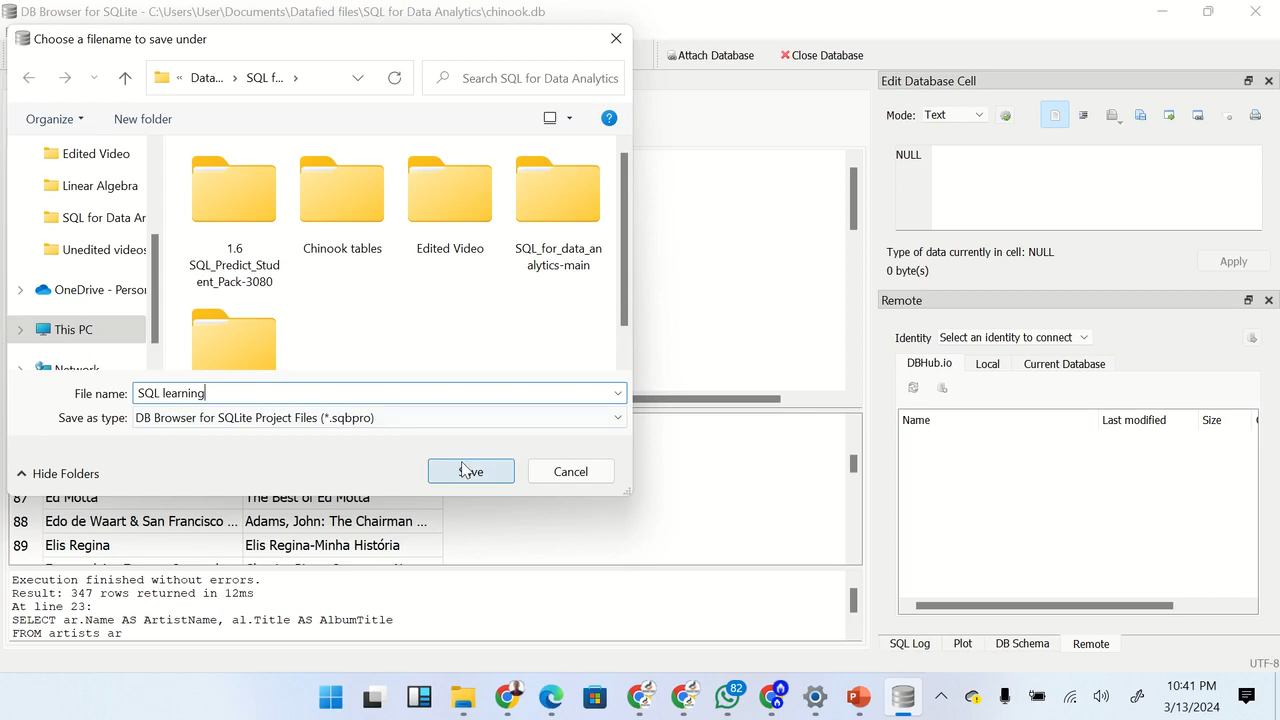 DB Browser for SQLite - C:\Users\User\Documents\Datafied files\SQL for Data Analytics\chinook.db
Choose a filename to save under
Attach Database
Close Database
« Data... › SQL f... ›
Search SQL for Data Analytics
Organize
New folder
Edited Video
Linear Algebra
SQL for Data Ar
Unedited videos
OneDrive - Person
This PC
Network
1.6
SQL_Predict_Stud
ent_Pack-3080
Chinook tables
Edited Video
SQL_for_data_an
alytics-main
File name:
SQL learning
Save as type:
DB Browser for SQLite Project Files (*.sqbpro)
Hide Folders
Save
Cancel
87 Ed Motta The Best of Ed Motta
88 Edo de Waart & San Francisco ... Adams, John: The Chairman ...
89 Elis Regina Elis Regina-Minha História
Execution finished without errors.
Result: 347 rows returned in 12ms
At line 23:
SELECT ar.Name AS ArtistName, al.Title AS AlbumTitle
FROM artists ar
Edit Database Cell
Mode: Text
NULL
Type of data currently in cell: NULL
0 byte(s)
Apply
Remote
Identity Select an identity to connect
DBHub.io Local Current Database
Name Last modified Size
SQL Log Plot DB Schema Remote
UTF-8
82
10:41 PM
3/13/2024